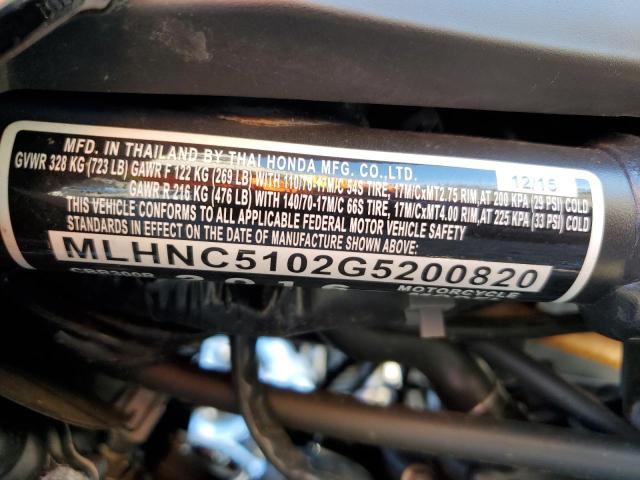 MFD. IN THAILAND BY THAI HONDA MFG. CO., LTD. 12/15
GVWR 328 KG (723 LB) GAWR F 122 KG (269 LB) WITH 110/70-17M/C 54S TIRE, 17M/C×MT2.75 RIM, AT 200 KPA (29 PSI) COLD
GAWR R 216 KG (476 LB) WITH 140/70-17M/C 66S TIRE, 17M/C×MT4.00 RIM, AT 225 KPA (33 PSI) COLD
THIS VEHICLE CONFORMS TO ALL APPLICABLE FEDERAL MOTOR VEHICLE SAFETY
STANDARDS IN EFFECT ON THE DATE OF MANUFACTURE SHOWN ABOVE:
MLHNC5102G5200820
CBR300R 2016 MOTORCYCLE